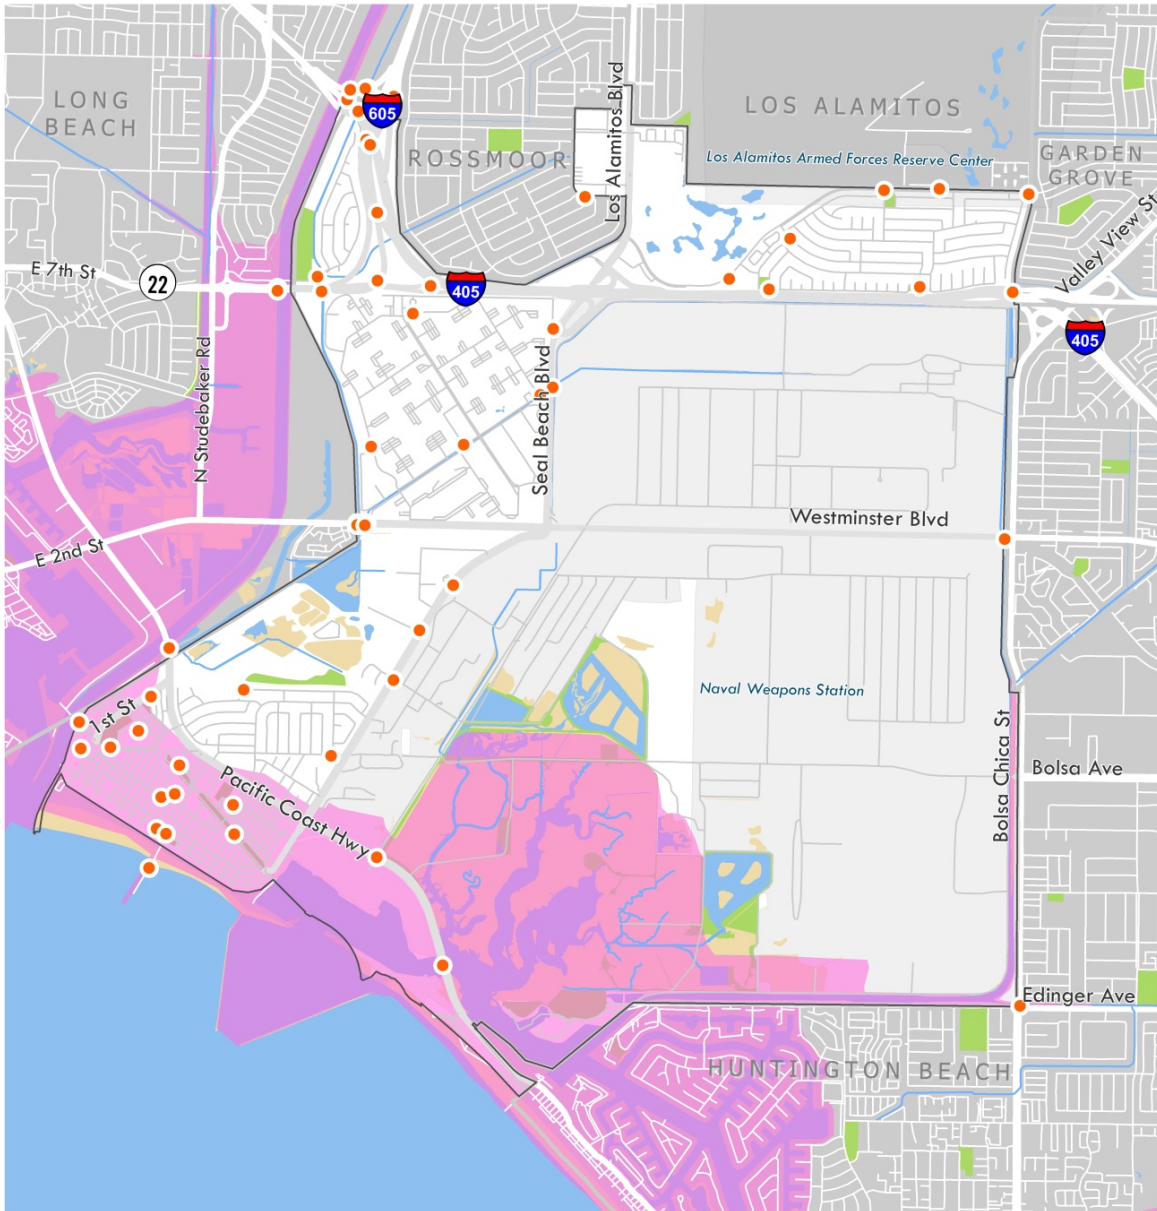 LONG
BEACH
605
ROSSMOOR
Los Alamitos Blvd
LOS ALAMITOS
Los Alamitos Armed Forces Reserve Center
GARDEN
GROVE
Valley View St
E 7th St
22
405
405
N Studebaker Rd
Seal Beach Blvd
Westminster Blvd
E 2nd St
Naval Weapons Station
1st St
Pacific Coast Hwy
Bolsa Chica St
Bolsa Ave
Edinger Ave
HUNTINGTON BEACH